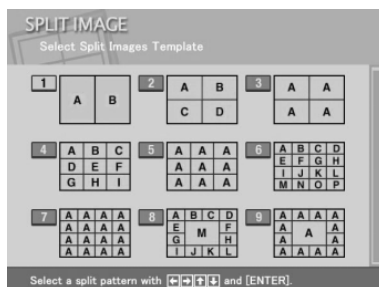 SPLIT IMAGE
Select Split Images Template
1 2 3
A B A B A A
C D A A
4 5 6
A B C A A A A B C D
D E F A A A E F G H
G H I A A A I J K L
M N O P
7 8 9
A A A A A B C D A A A A
A A A A E M F A A A
A A A A G H A A
A A A A I J K L A A A A
Select a split pattern with [←][→][↑][↓] and [ENTER].